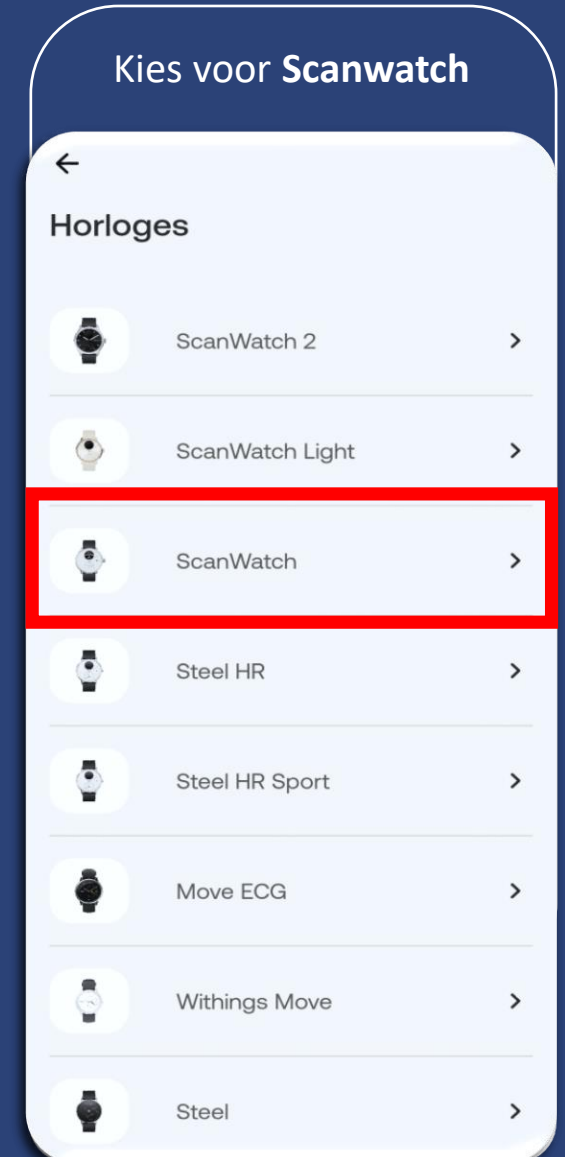 Kies voor Scanwatch
Horloges
ScanWatch 2
ScanWatch Light
ScanWatch
Steel HR
Steel HR Sport
Move ECG
Withings Move
Steel